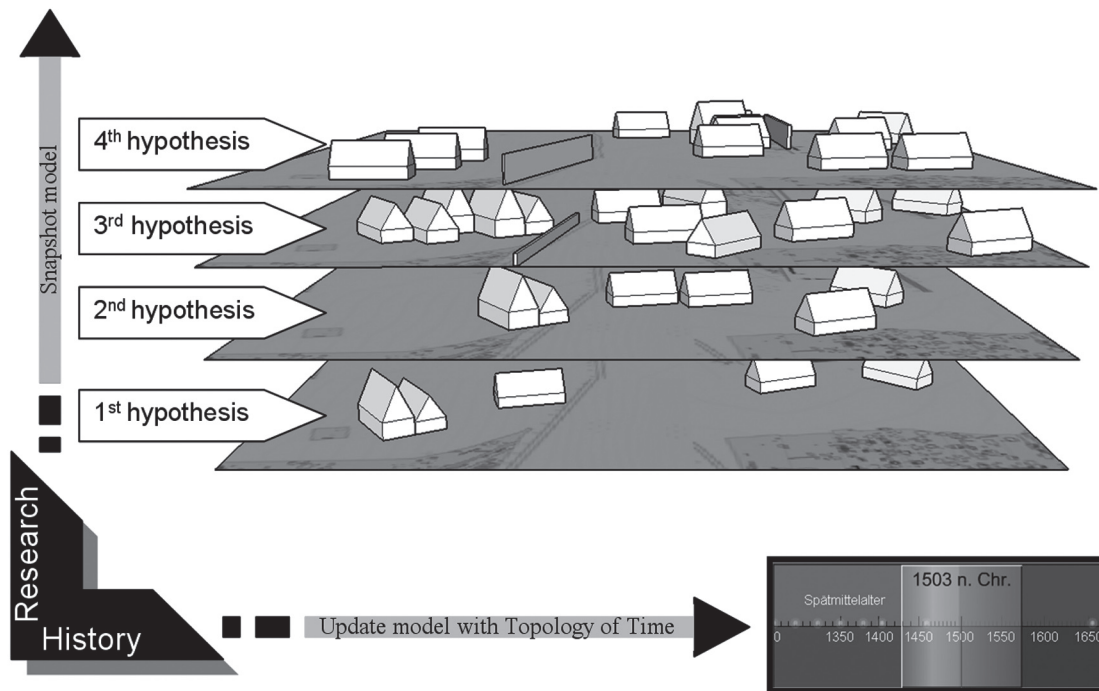 4th hypothesis
3rd hypothesis
2nd hypothesis
1st hypothesis
Snapshot model
Research
History
Update model with Topology of Time
1503 n. Chr.
Spätmittelalter
0 1350 1400 1450 1500 1550 1600 1650